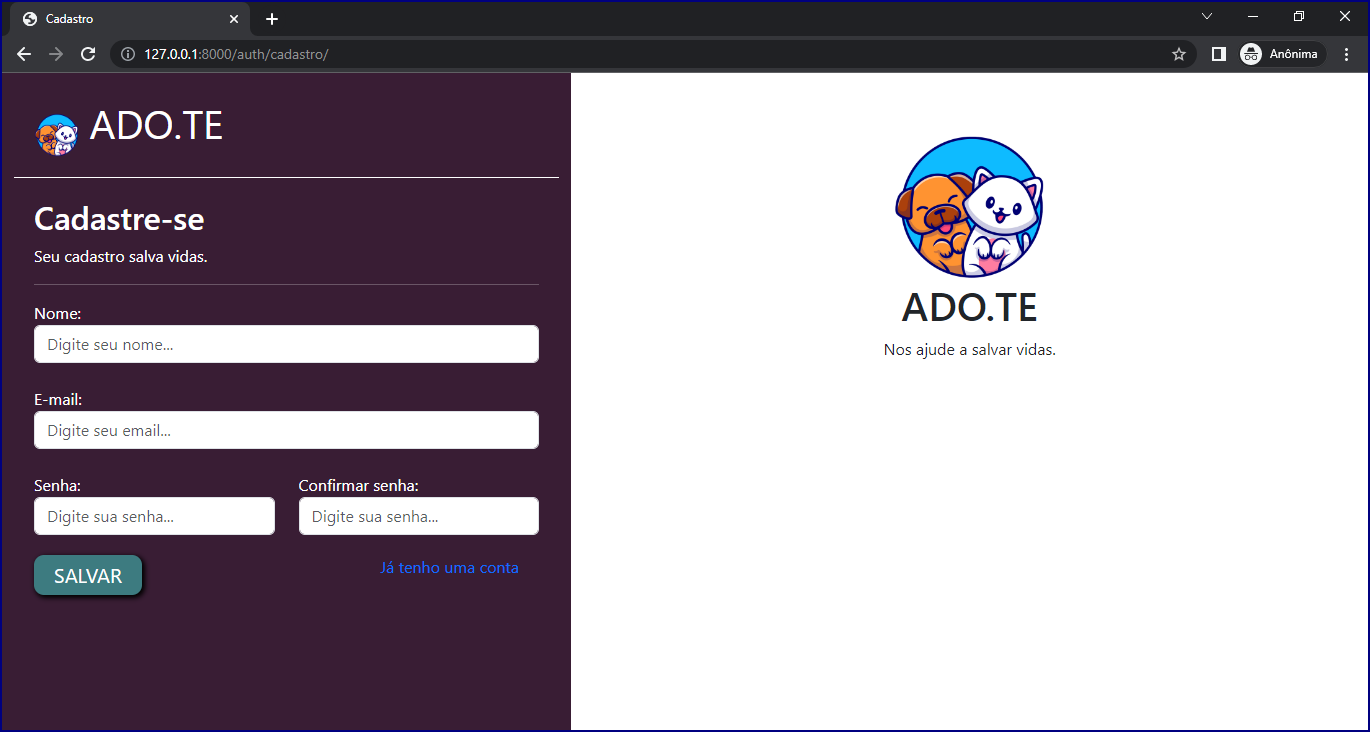 Cadastro
127.0.0.1:8000/auth/cadastro/
Anônima
ADO.TE
Cadastre-se
Seu cadastro salva vidas.
Nome:
Digite seu nome...
E-mail:
Digite seu email...
Senha: Confirmar senha:
Digite sua senha... Digite sua senha...
SALVAR Já tenho uma conta
ADO.TE
Nos ajude a salvar vidas.